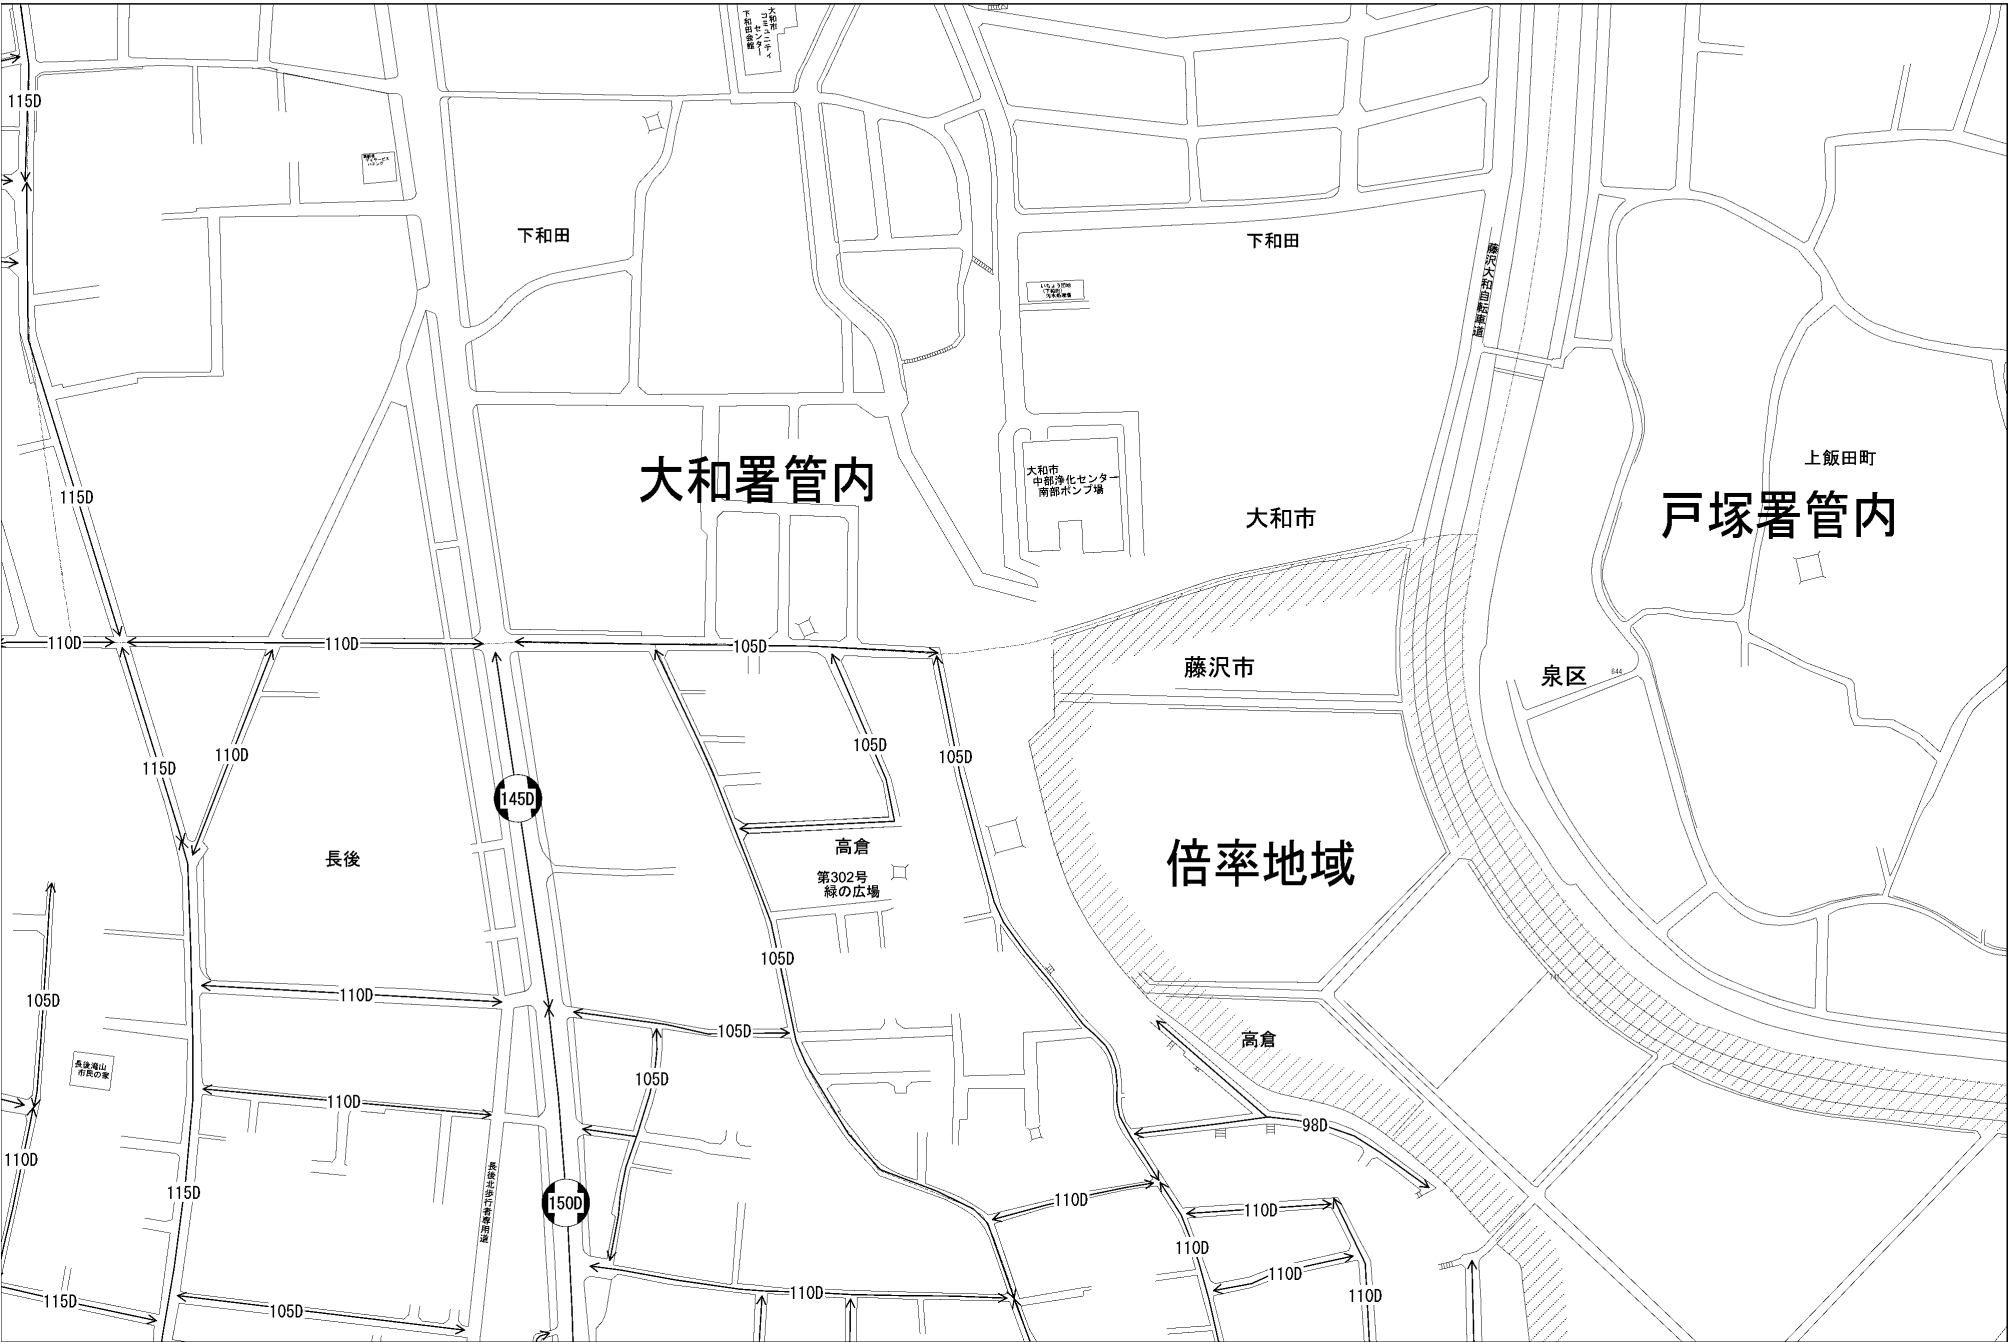 大和市
コミュニティ
センター
下和田会館
115D
下和田
下和田
藤沢大和自転車道
上飯田町
大和署管内
大和市
中部浄化センター
南部ポンプ場
115D
戸塚署管内
大和市
110D
110D
105D
藤沢市
泉区
644
115D
110D
105D
105D
145D
高倉
長後
第302号
緑の広場
倍率地域
105D
110D
105D
105D
高倉
長後滝山
市民の家
105D
110D
98D
110D
長後北歩行者専用道
115D
150D
110D
110D
110D
110D
115D
105D
110D
110D